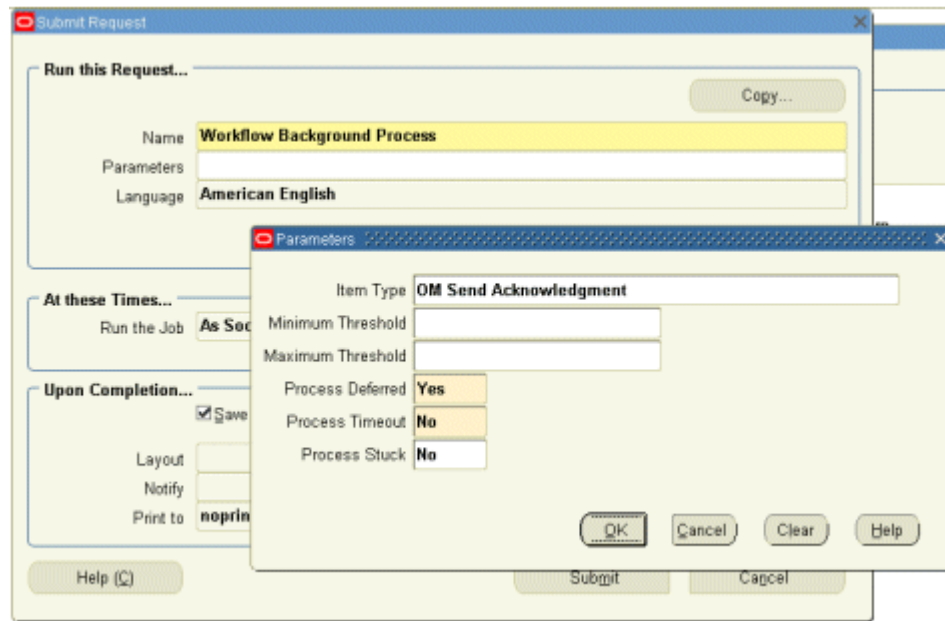 Submit Request
Run this Request...
Copy...
Name Workflow Background Process
Parameters
Language American English
Parameters
Item Type OM Send Acknowledgment
Minimum Threshold
Maximum Threshold
Process Deferred Yes
Process Timeout No
Process Stuck No
OK Cancel Clear Help
At these Times...
Run the Job As Soo
Upon Completion...
Save
Layout
Notify
Print to noprin
Help (C) Submit Cancel